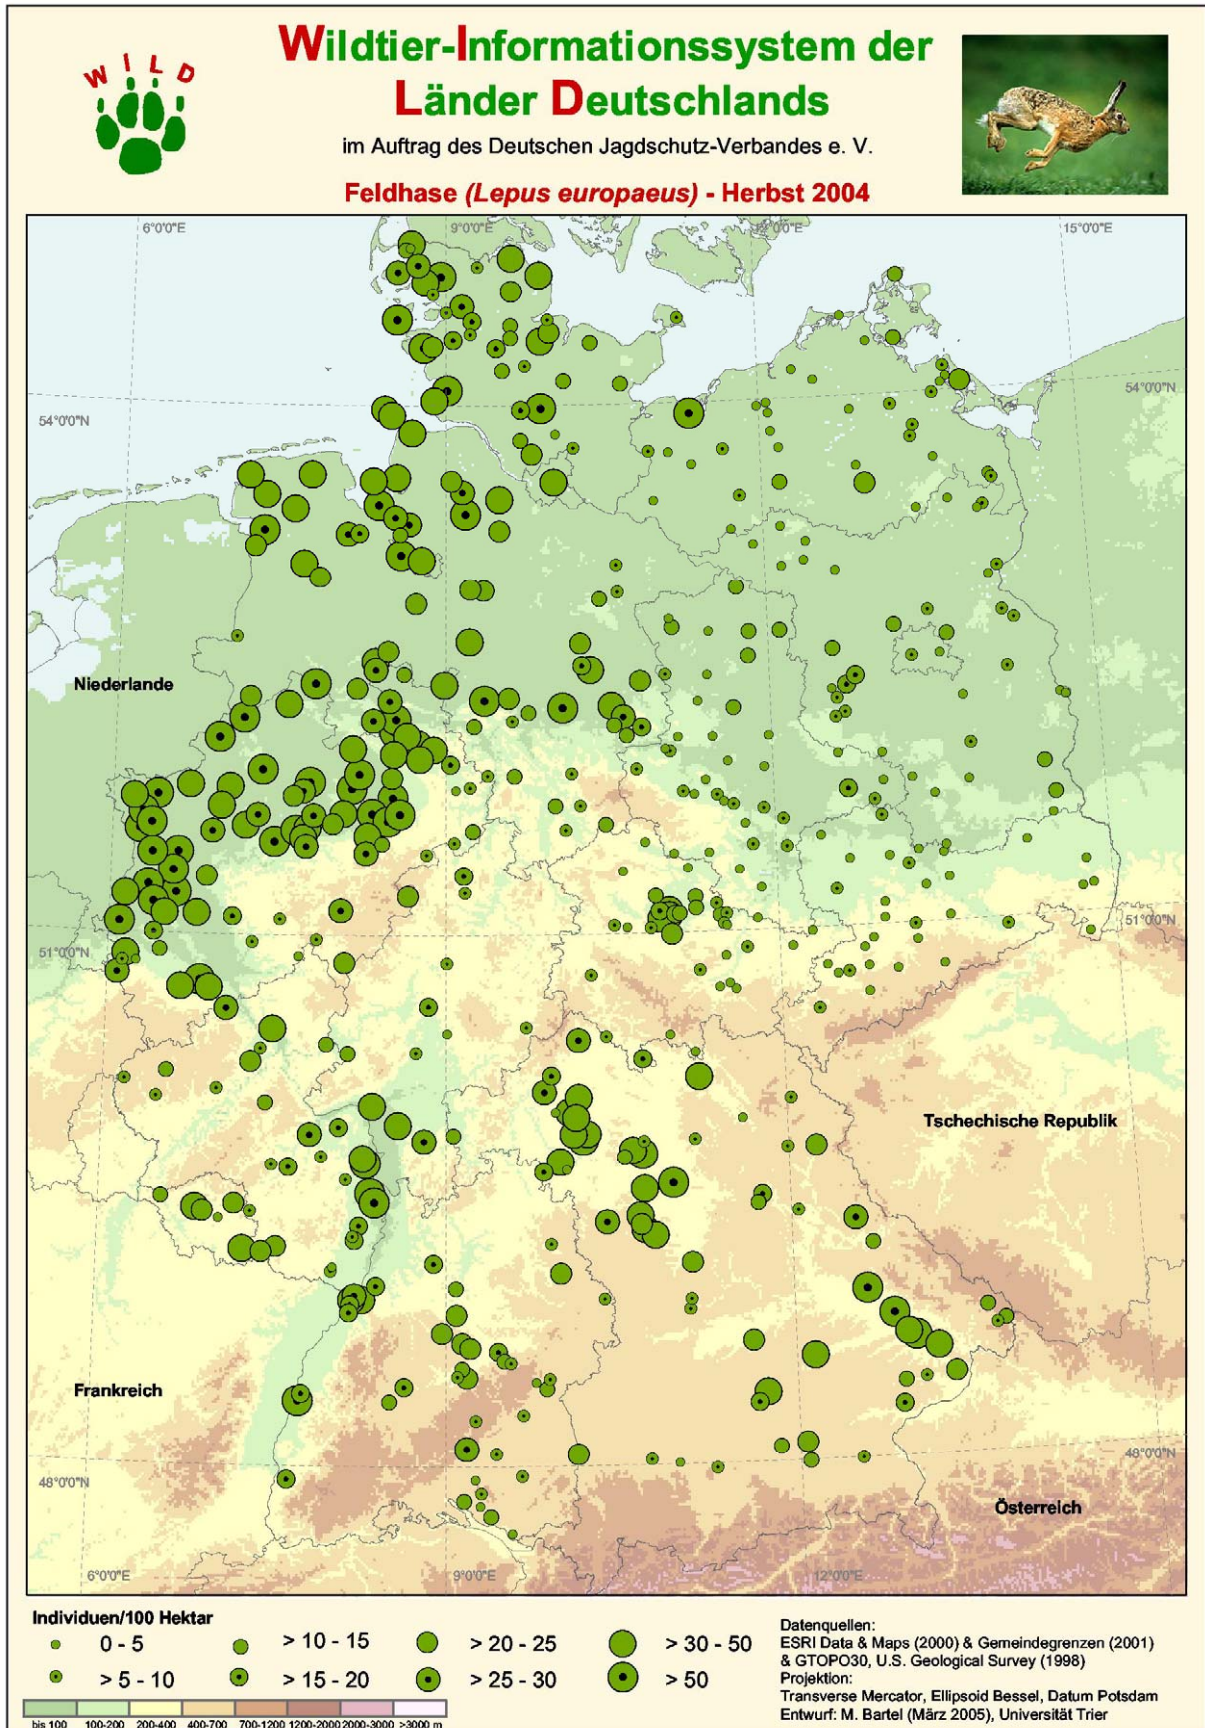 WILD
Wildtier-Informationssystem der
Länder Deutschlands
im Auftrag des Deutschen Jagdschutz-Verbandes e. V.
Feldhase (Lepus europaeus) - Herbst 2004
6°0'0"E
9°0'0"E
15°0'0"E
54°0'0"N
54°0'0"N
Niederlande
51°0'0"N
51°0'0"N
Tschechische Republik
Frankreich
48°0'0"N
48°0'0"N
Österreich
6°0'0"E
9°0'0"E
12°0'0"E
Individuen/100 Hektar
0 - 5
> 10 - 15
> 20 - 25
> 30 - 50
> 5 - 10
> 15 - 20
> 25 - 30
> 50
bis 100
100-200
200-400
400-700
700-1200
1200-2000
2000-3000
>3000 m
Datenquellen:
ESRI Data & Maps (2000) & Gemeindegrenzen (2001)
& GTOPO30, U.S. Geological Survey (1998)
Projektion:
Transverse Mercator, Ellipsoid Bessel, Datum Potsdam
Entwurf: M. Bartel (März 2005), Universität Trier